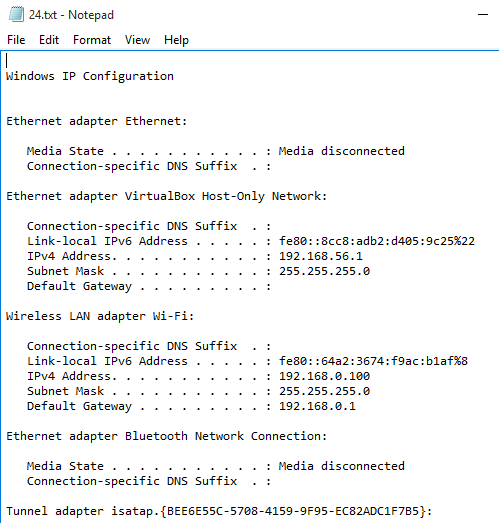 24.txt - Notepad
File Edit Format View Help
Windows IP Configuration
Ethernet adapter Ethernet:
Media State . . . . . . . . . . . : Media disconnected
Connection-specific DNS Suffix  . :
Ethernet adapter VirtualBox Host-Only Network:
Connection-specific DNS Suffix  . :
Link-local IPv6 Address . . . . . : fe80::8cc8:adb2:d405:9c25%22
IPv4 Address. . . . . . . . . . . : 192.168.56.1
Subnet Mask . . . . . . . . . . . : 255.255.255.0
Default Gateway . . . . . . . . . :
Wireless LAN adapter Wi-Fi:
Connection-specific DNS Suffix  . :
Link-local IPv6 Address . . . . . : fe80::64a2:3674:f9ac:b1af%8
IPv4 Address. . . . . . . . . . . : 192.168.0.100
Subnet Mask . . . . . . . . . . . : 255.255.255.0
Default Gateway . . . . . . . . . : 192.168.0.1
Ethernet adapter Bluetooth Network Connection:
Media State . . . . . . . . . . . : Media disconnected
Connection-specific DNS Suffix  . :
Tunnel adapter isatap.{BEE6E55C-5708-4159-9F95-EC82ADC1F7B5}: